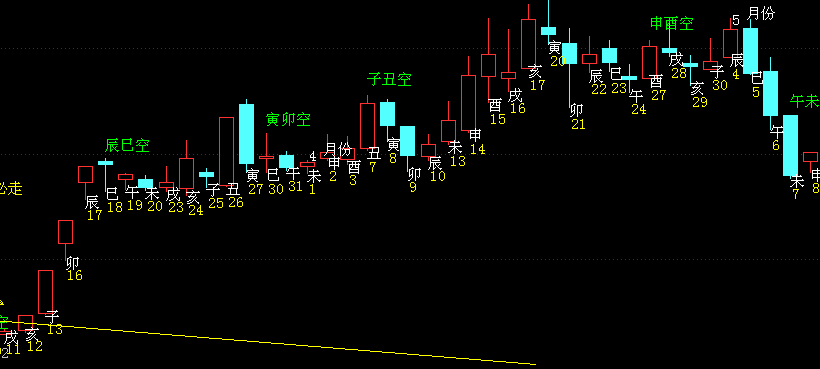 申酉空
5 月份
寅
20
辰
4
巳
5
子
30
戌
28
亥
29
酉
27
午
24
巳
23
辰
22
卯
21
亥
17
戌
16
酉
15
申
14
子丑空
午未
寅卯空
辰巳空
未
13
午
6
4 月份
丑
7
寅
8
卯
9
辰
10
酉
3
申
2
未
1
午
31
巳
30
寅
27
丑
26
子
25
亥
24
戌
23
未
20
午
19
巳
18
辰
17
未
7
申
8
必走
卯
16
子
13
亥
12
戌
11
空